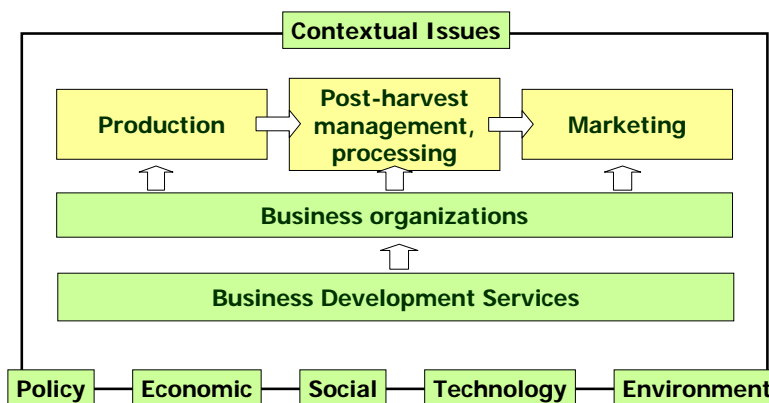 Contextual Issues
Production
Post-harvest
management,
processing
Marketing
Business organizations
Business Development Services
Policy
Economic
Social
Technology
Environment